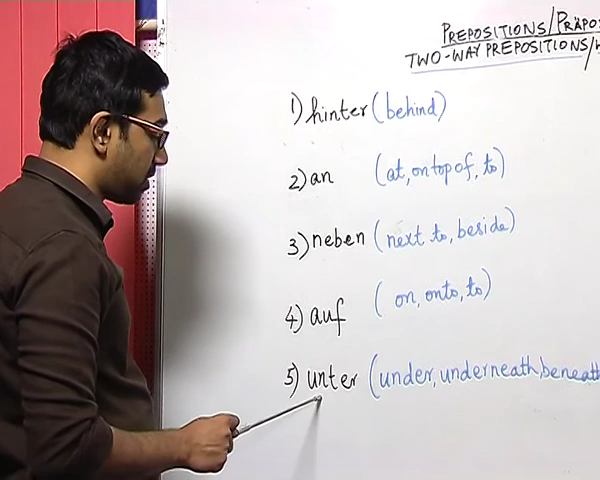 PREPOSITIONS/PRÄPO
TWO-WAY PREPOSITIONS/
1) hinter (behind)
2) an (at, on top of, to)
3) neben (next to, beside)
4) auf (on, onto, to)
5) unter (under, underneath, beneath